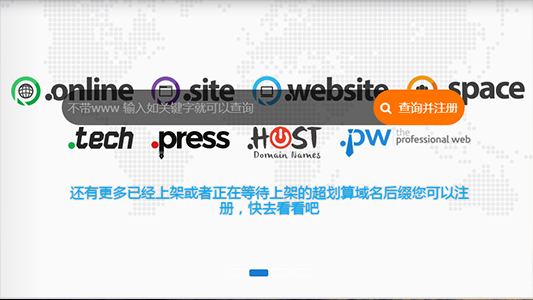 .online .site .website .space
不带www 输入如关键字就可以查询 查询并注册
.tech .press .HOST Domain Names .pw the professional web
还有更多已经上架或者正在等待上架的超划算域名后缀您可以注
册，快去看看吧